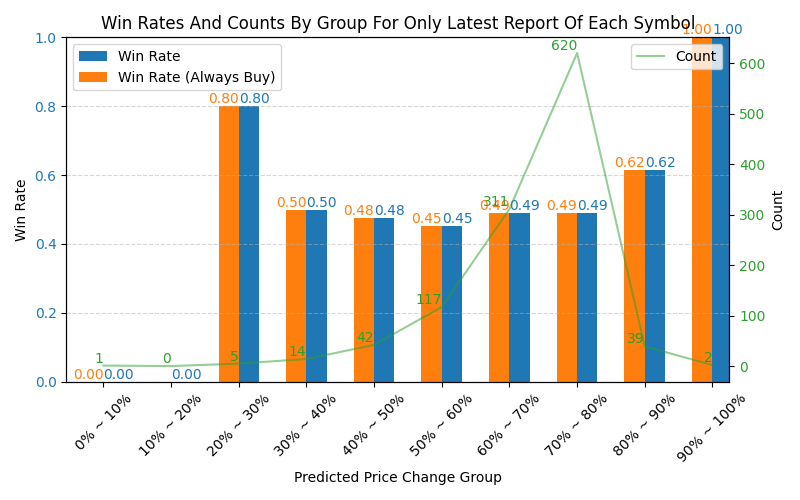 Win Rates And Counts By Group For Only Latest Report Of Each Symbol
Win Rate
Win Rate (Always Buy)
Count
1.0
0.8
0.6
0.4
0.2
0.0
Win Rate
600
500
400
300
200
100
0
Count
0.00 0.00
0.00
0.80 0.80
0.50 0.50
0.48 0.48
0.45 0.45
0.49 0.49
0.49 0.49
0.62 0.62
1.00 1.00
1
0
5
14
42
117
311
620
39
2
0% ~ 10%
10% ~ 20%
20% ~ 30%
30% ~ 40%
40% ~ 50%
50% ~ 60%
60% ~ 70%
70% ~ 80%
80% ~ 90%
90% ~ 100%
Predicted Price Change Group